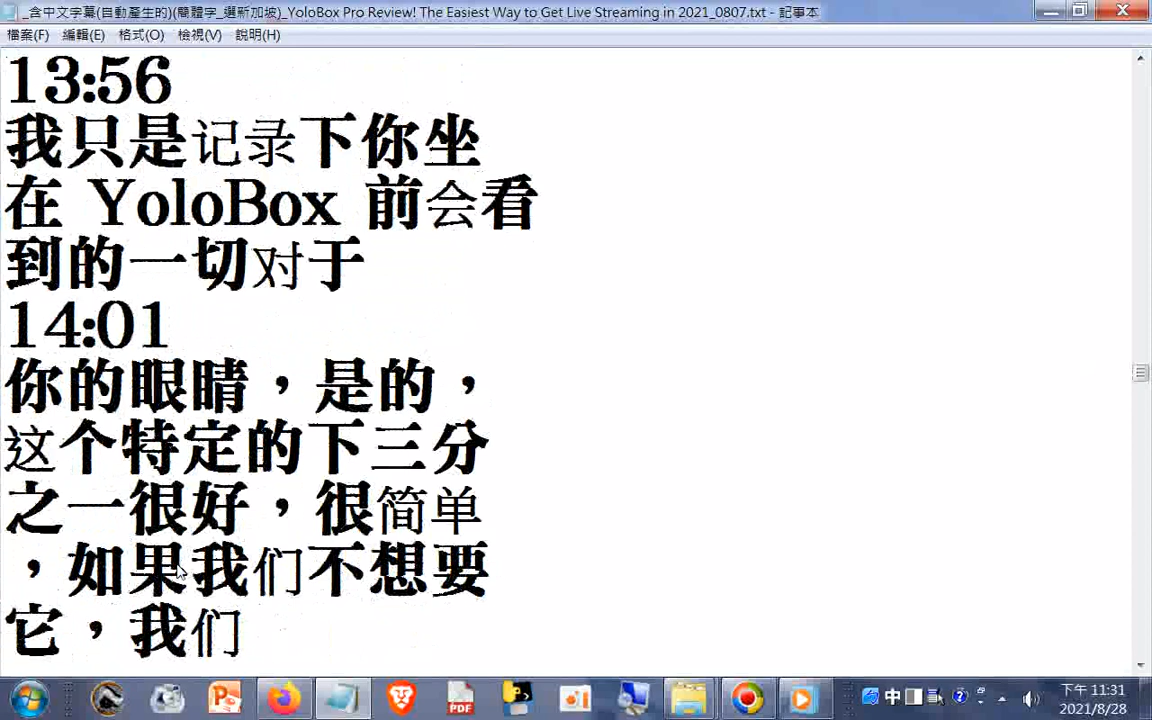 _含中文字幕(自動產生的)(簡體字_選新加坡)_YoloBox Pro Review! The Easiest Way to Get Live Streaming in 2021_0807.txt - 記事本
檔案(F) 編輯(E) 格式(O) 檢視(V) 說明(H)
13:56
我只是记录下你坐
在 YoloBox 前会看
到的一切对于
14:01
你的眼睛，是的，
这个特定的下三分
之一很好，很简单
，如果我们不想要
它，我们
中
下午 11:31
2021/8/28